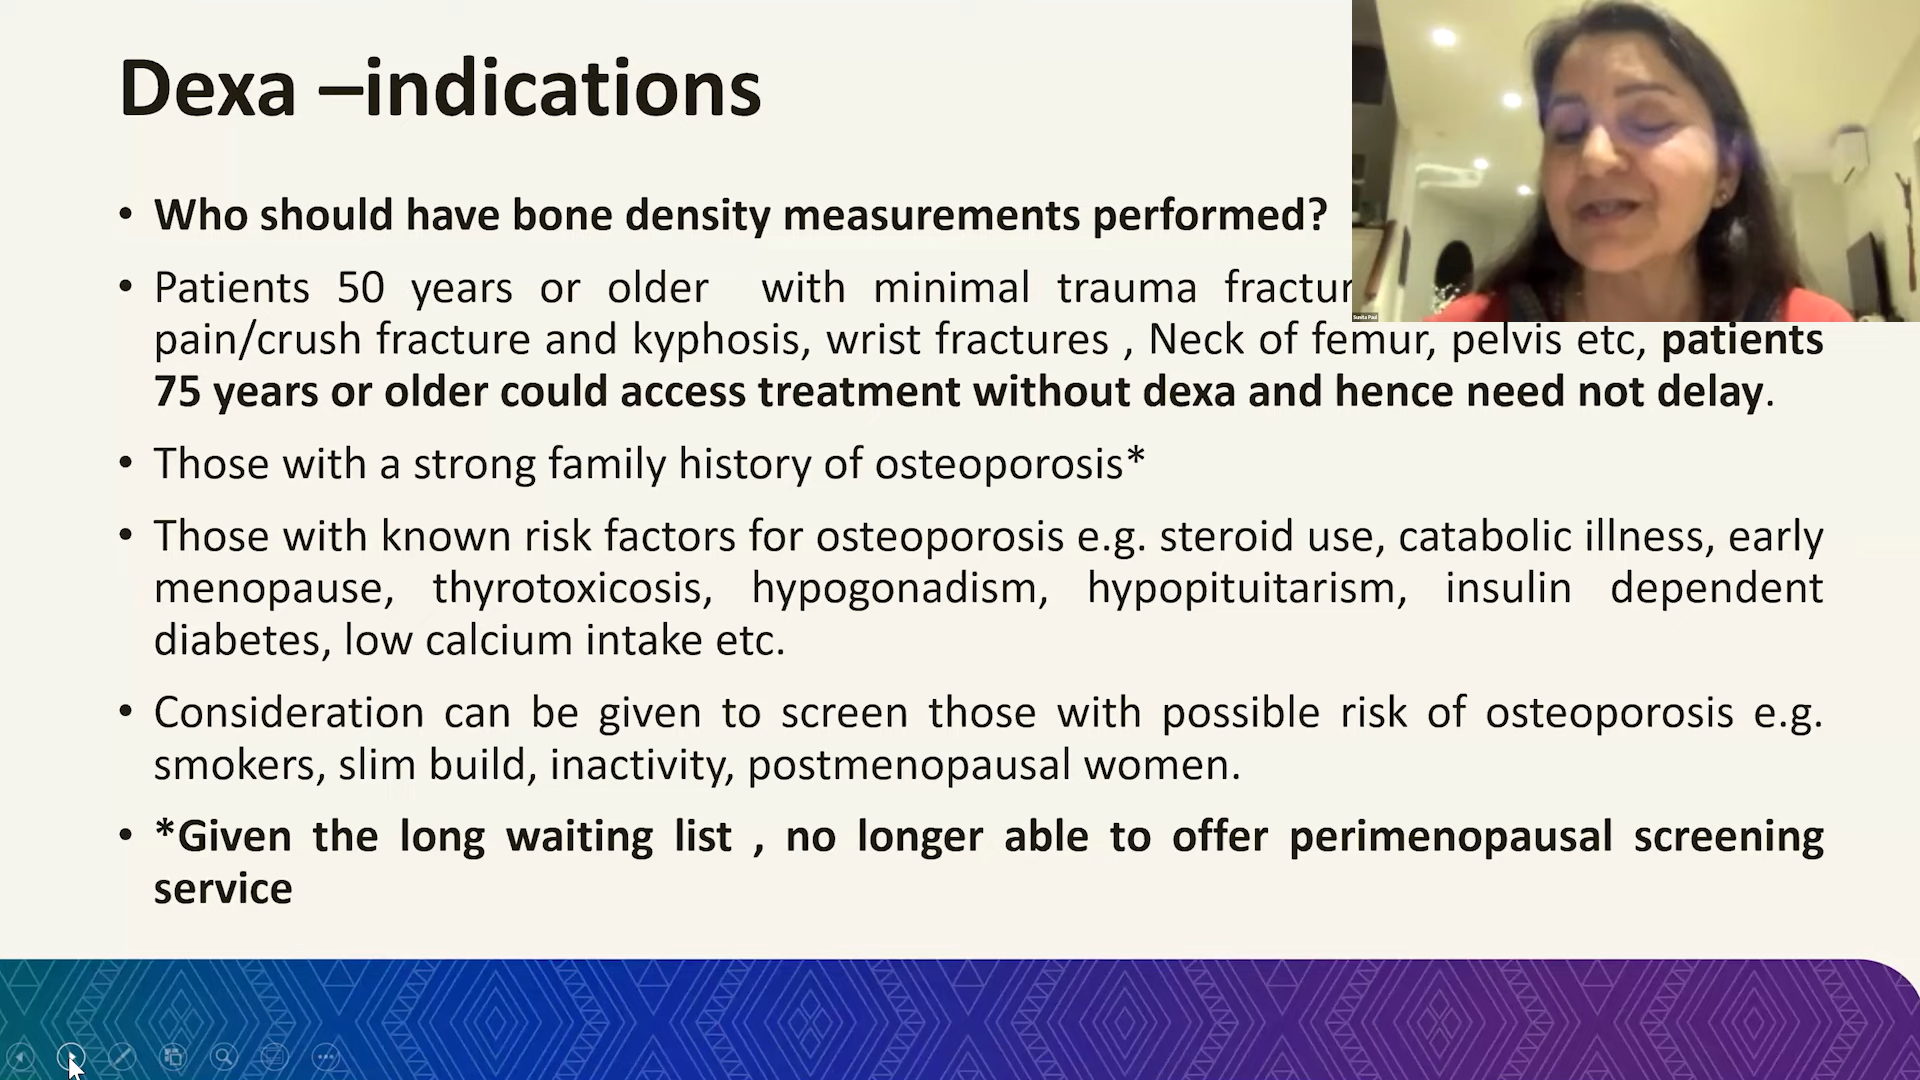 Dexa –indications
• Who should have bone density measurements performed?
• Patients 50 years or older with minimal trauma
pain/crush fracture and kyphosis, wrist fractures , Neck of femur, pelvis etc, patients
75 years or older could access treatment without dexa and hence need not delay.
• Those with a strong family history of osteoporosis*
• Those with known risk factors for osteoporosis e.g. steroid use, catabolic illness, early
menopause, thyrotoxicosis, hypogonadism, hypopituitarism, insulin dependent
diabetes, low calcium intake etc.
• Consideration can be given to screen those with possible risk of osteoporosis e.g.
smokers, slim build, inactivity, postmenopausal women.
• *Given the long waiting list , no longer able to offer perimenopausal screening
service
Sunita Paul